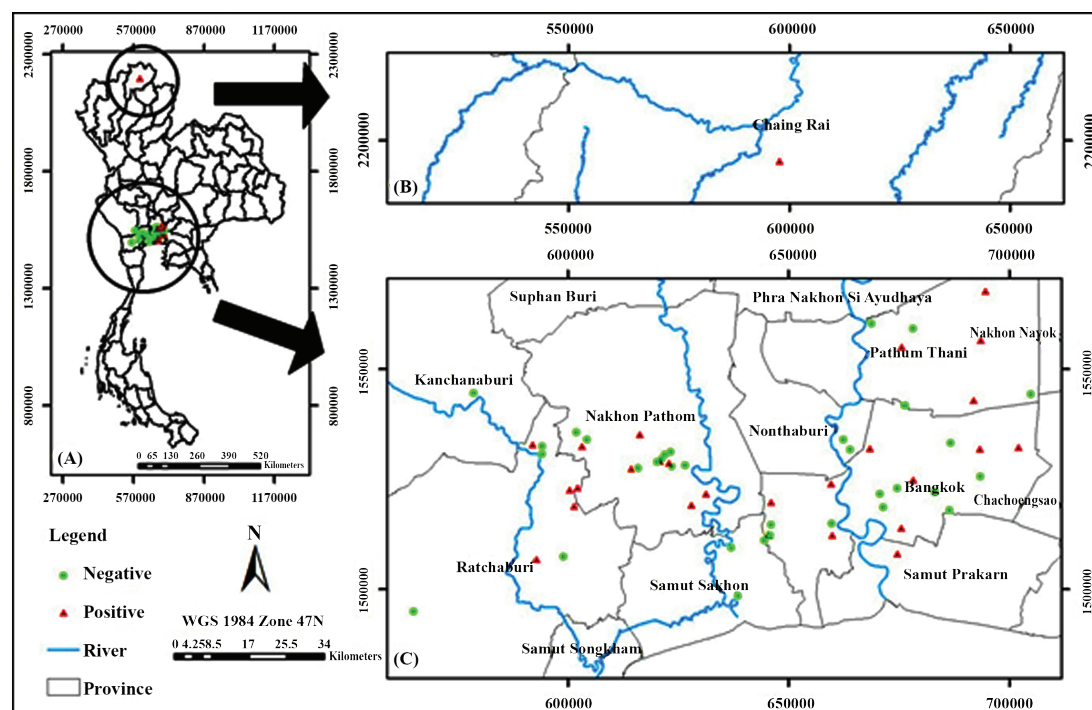 270000 570000 870000 1170000
2300000
1800000
1300000
800000
2300000
1800000
1300000
800000
(A)
0 65 130 260 390 520
Kilometers
270000 570000 870000 1170000
550000 600000 650000
2200000
2200000
Chaing Rai
(B)
550000 600000 650000
600000 650000 700000
Suphan Buri
Phra Nakhon Si Ayudhaya
Nakhon Nayok
Pathum Thani
1550000
1550000
Kanchanaburi
Nakhon Pathom
Nonthaburi
Bangkok
Chachoengsao
Ratchaburi
Samut Sakhon
Samut Prakarn
1500000
1500000
Samut Songkham
(C)
600000 650000 700000
Legend
Negative
Positive
River
Province
N
WGS 1984 Zone 47N
0 4.25 8.5 17 25.5 34
Kilometers